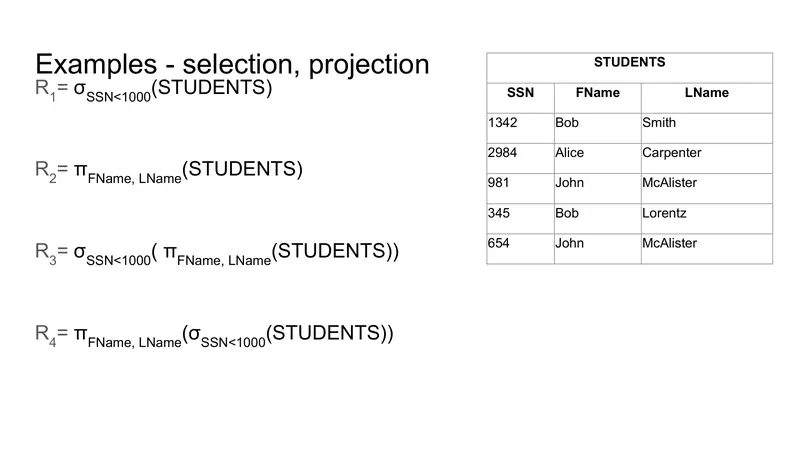 Examples - selection, projection
R1= σSSN<1000(STUDENTS)
R2= πFName, LName(STUDENTS)
R3= σSSN<1000( πFName, LName(STUDENTS))
R4= πFName, LName(σSSN<1000(STUDENTS))
STUDENTS
SSN FName LName
1342 Bob Smith
2984 Alice Carpenter
981 John McAlister
345 Bob Lorentz
654 John McAlister